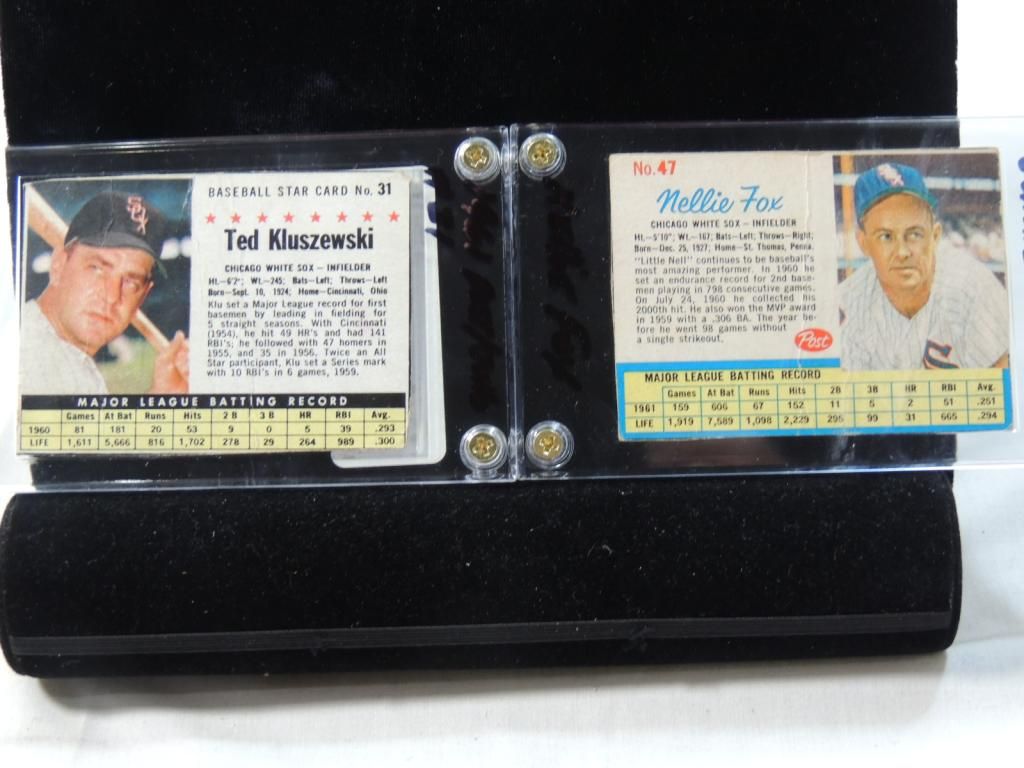 BASEBALL STAR CARD No. 31
Ted Kluszewski
CHICAGO WHITE SOX – INFIELDER
Ht.—6'2"; Wt.—245; Bats—Left; Throws—Left
Born—Sept. 10, 1924; Home—Cincinnati, Ohio
Klu set a Major League record for first
basemen by leading in fielding for
5 straight seasons. With Cincinnati
(1954), he hit 49 HR's and had 141
RBI's; he followed with 47 homers in
1955, and 35 in 1956. Twice an All
Star participant, Klu set a Series mark
with 10 RBI's in 6 games, 1959.
MAJOR LEAGUE BATTING RECORD
Games At Bat Runs Hits 2 B 3 B HR RBI Avg.
1960 81 181 20 53 9 0 5 39 .293
LIFE 1,611 5,666 816 1,702 278 29 264 989 .300
SOX
No. 47
Nellie Fox
CHICAGO WHITE SOX — INFIELDER
Ht.—5'10"; Wt.—167; Bats—Left; Throws—Right;
Born—Dec. 25, 1927; Home—St. Thomas, Penna.
"Little Nell" continues to be baseball's
most amazing performer. In 1960 he
set an endurance record for 2nd base-
men playing in 798 consecutive games.
On July 24, 1960 he collected his
2000th hit. He also won the MVP award
in 1959 with a .306 BA. The year be-
fore he went 98 games without
a single strikeout.
Post
MAJOR LEAGUE BATTING RECORD
Games At Bat Runs Hits 2B 3B HR RBI Avg.
1961 159 606 67 152 11 5 2 51 .251
LIFE 1,919 7,589 1,098 2,229 295 99 31 665 .294